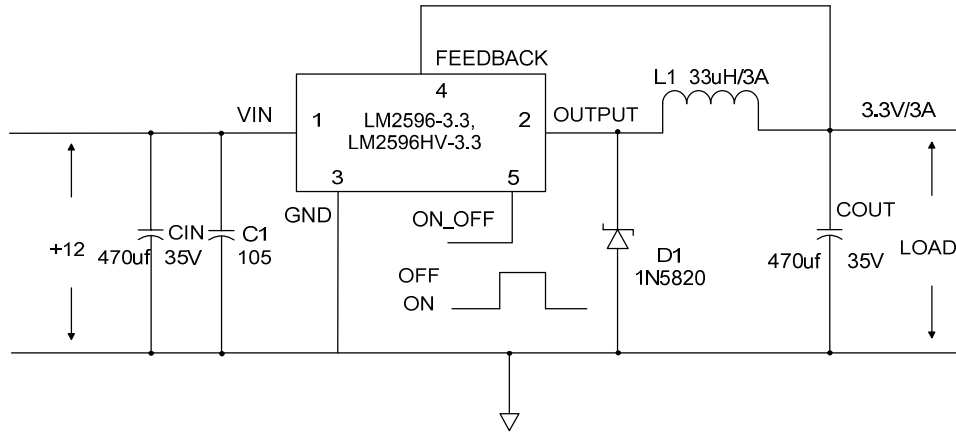 FEEDBACK
4
L1 33uH/3A
VIN
1
LM2596-3.3,
LM2596HV-3.3
2
OUTPUT
3.3V/3A
3
5
GND
ON_OFF
+12
CIN
470uf 35V
C1
105
OFF
ON
D1
1N5820
COUT
470uf 35V
LOAD